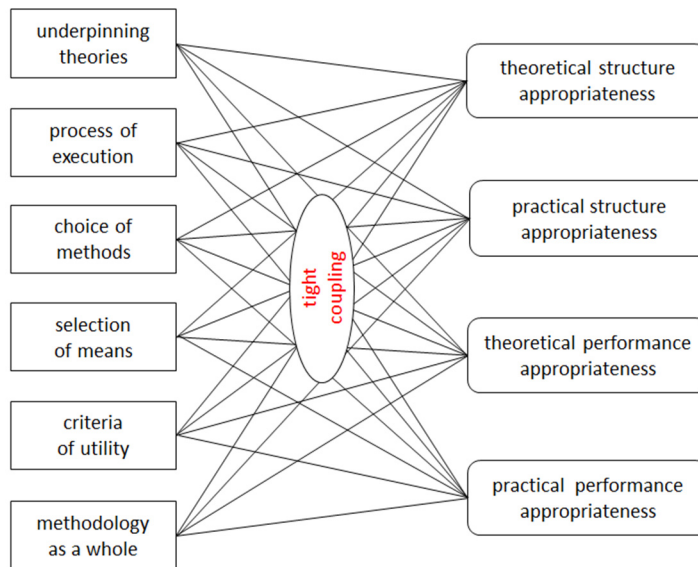 underpinning
theories
process of
execution
choice of
methods
selection
of means
criteria
of utility
methodology
as a whole
tight
coupling
theoretical structure
appropriateness
practical structure
appropriateness
theoretical performance
appropriateness
practical performance
appropriateness